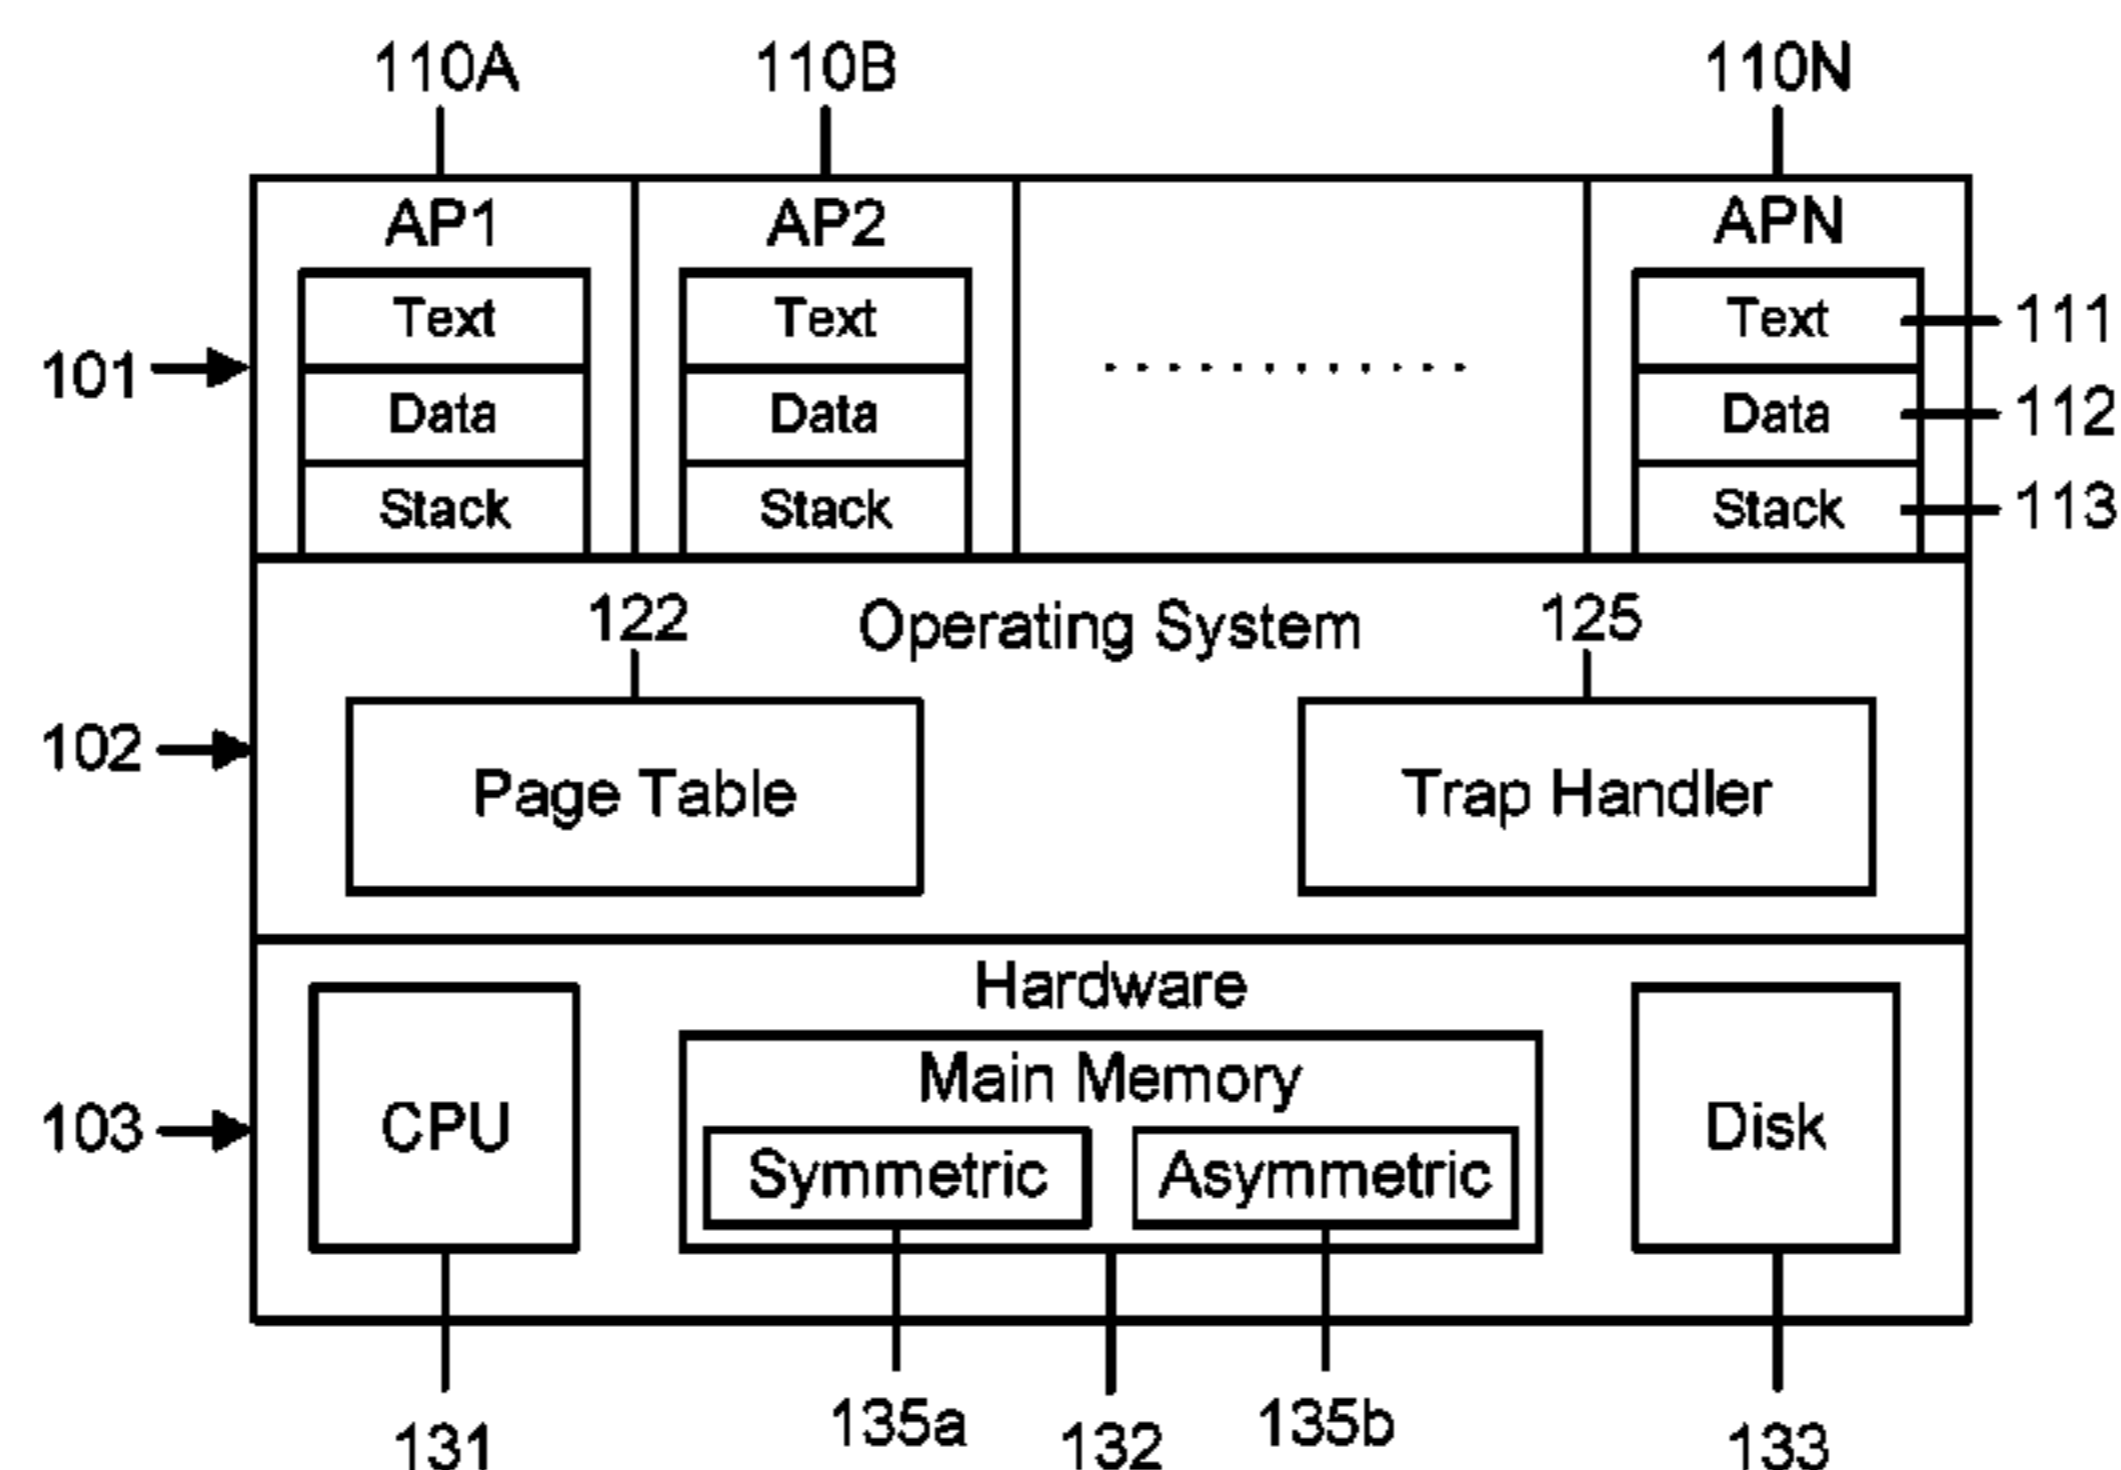 110A 110B 110N
AP1 AP2 APN
Text Text Text 111
101
Data Data Data 112
Stack Stack Stack 113
122 Operating System 125
102
Page Table Trap Handler
Hardware
Main Memory
103 CPU Disk
Symmetric Asymmetric
131 135a 132 135b 133